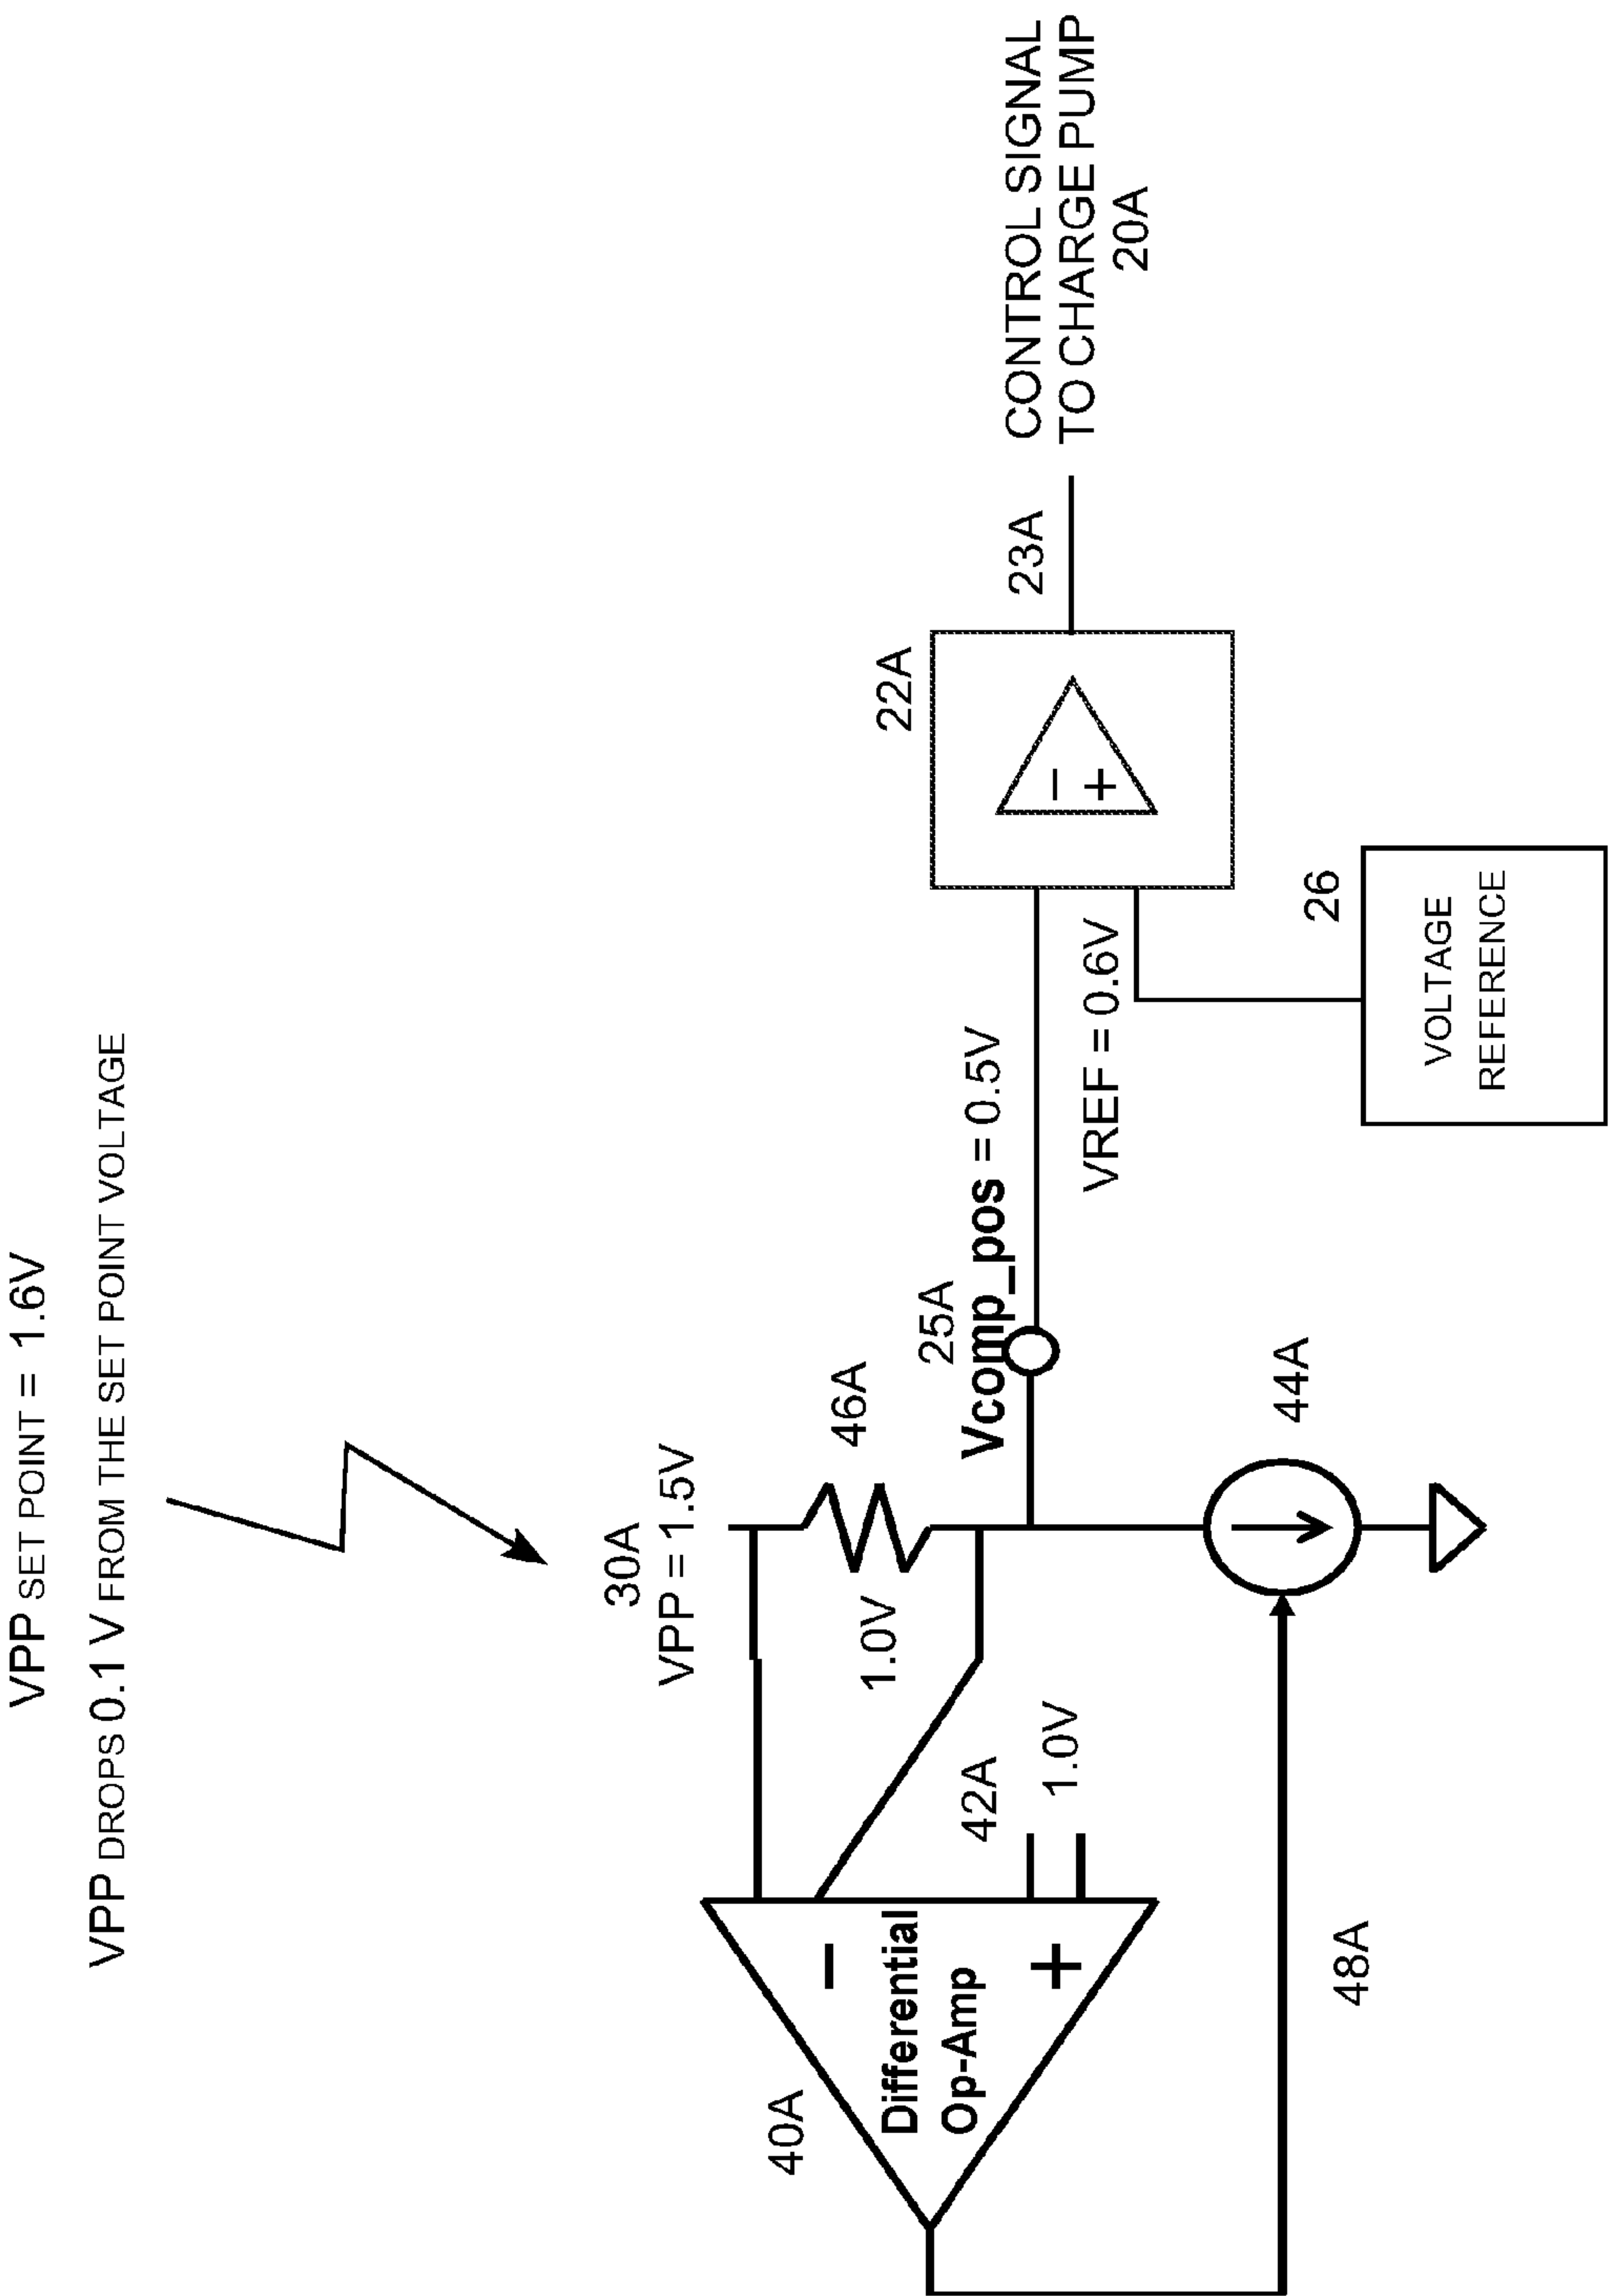 VPP SET POINT = 1.6V
VPP DROPS 0.1 V FROM THE SET POINT VOLTAGE
30A
VPP = 1.5V
40A
–
Differential
Op-Amp
+
1.0V
46A
42A
1.0V
25A
Vcomp_pos = 0.5V
VREF = 0.6V
22A
–
+
23A
CONTROL SIGNAL
TO CHARGE PUMP
20A
44A
26
VOLTAGE
REFERENCE
48A